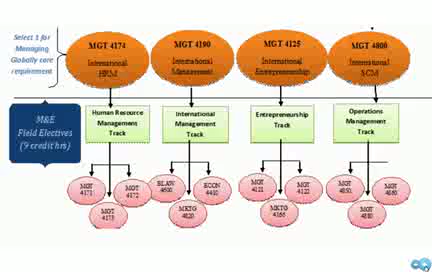 Select 1 for
Managing
Globally core
requirement
MGT 4174
International
HRM
MGT 4190
International
Management
MGT 4125
International
Entrepreneurship
MGT 4800
International
SCM
M&E
Field Electives
(9 credit hrs)
Human Resource
Management
Track
International
Management
Track
Entrepreneurship
Track
Operations
Management
Track
MGT
4171
MGT
4172
MGT
4173
BLAW
4800
ECON
4410
MKTG
4820
MGT
4121
MGT
4122
MKTG
MGT
4850
MGT
4860
MGT
4880